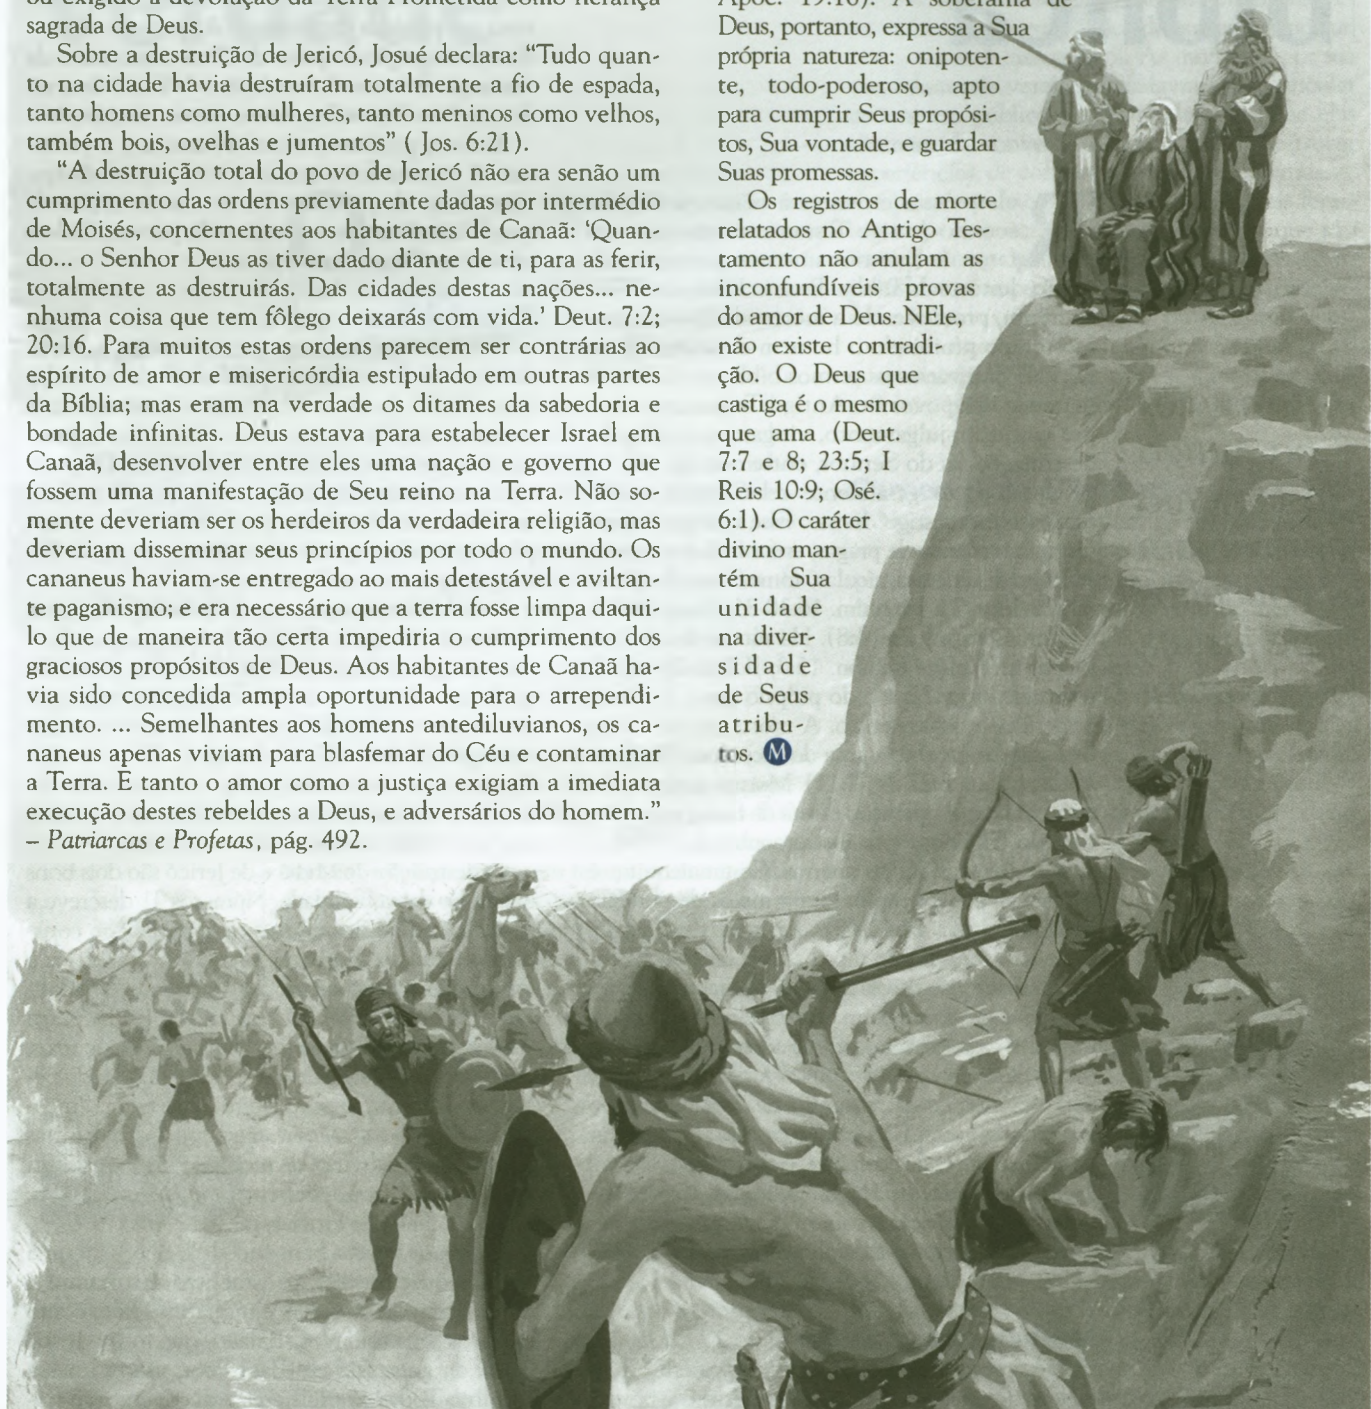 ou exigido a devolução da Terra Prometida como herança
sagrada de Deus.
Sobre a destruição de Jericó, Josué declara: “Tudo quan-
to na cidade havia destruíram totalmente a fio de espada,
tanto homens como mulheres, tanto meninos como velhos,
também bois, ovelhas e jumentos” ( Jos. 6:21).
“A destruição total do povo de Jericó não era senão um
cumprimento das ordens previamente dadas por intermédio
de Moisés, concernentes aos habitantes de Canaã: ‘Quan-
do... o Senhor Deus as tiver dado diante de ti, para as ferir,
totalmente as destruirás. Das cidades destas nações... ne-
nhuma coisa que tem fôlego deixarás com vida.’ Deut. 7:2;
20:16. Para muitos estas ordens parecem ser contrárias ao
espírito de amor e misericórdia estipulado em outras partes
da Bíblia; mas eram na verdade os ditames da sabedoria e
bondade infinitas. Deus estava para estabelecer Israel em
Canaã, desenvolver entre eles uma nação e governo que
fossem uma manifestação de Seu reino na Terra. Não so-
mente deveriam ser os herdeiros da verdadeira religião, mas
deveriam disseminar seus princípios por todo o mundo. Os
cananeus haviam-se entregado ao mais detestável e aviltan-
te paganismo; e era necessário que a terra fosse limpa daqui-
lo que de maneira tão certa impediria o cumprimento dos
graciosos propósitos de Deus. Aos habitantes de Canaã ha-
via sido concedida ampla oportunidade para o arrependi-
mento. ... Semelhantes aos homens antediluvianos, os ca-
naneus apenas viviam para blasfemar do Céu e contaminar
a Terra. E tanto o amor como a justiça exigiam a imediata
execução destes rebeldes a Deus, e adversários do homem.”
– Patriarcas e Profetas, pág. 492.
Apoc. 19:16). A soberania de
Deus, portanto, expressa a Sua
própria natureza: onipoten-
te, todo-poderoso, apto
para cumprir Seus propósi-
tos, Sua vontade, e guardar
Suas promessas.
Os registros de morte
relatados no Antigo Tes-
tamento não anulam as
inconfundíveis provas
do amor de Deus. NEle,
não existe contradi-
ção. O Deus que
castiga é o mesmo
que ama (Deut.
7:7 e 8; 23:5; I
Reis 10:9; Osé.
6:1). O caráter
divino man-
tém Sua
unidade
na diver-
sidade
de Seus
atribu-
tos. M